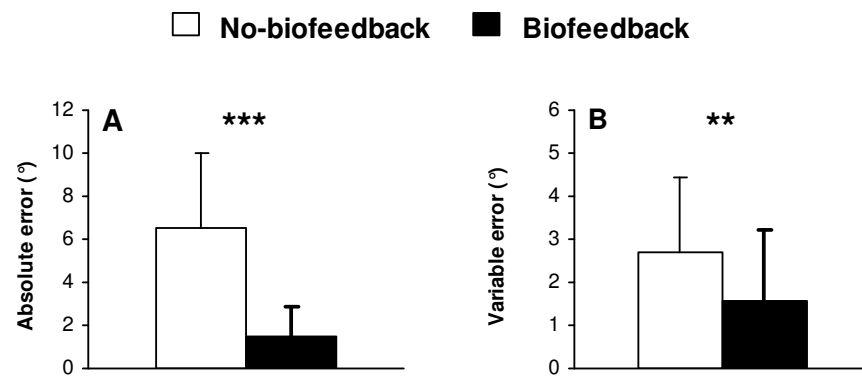 No-biofeedback Biofeedback
A ***
Absolute error (°)
12
10
8
6
4
2
0
B **
Variable error (°)
6
5
4
3
2
1
0